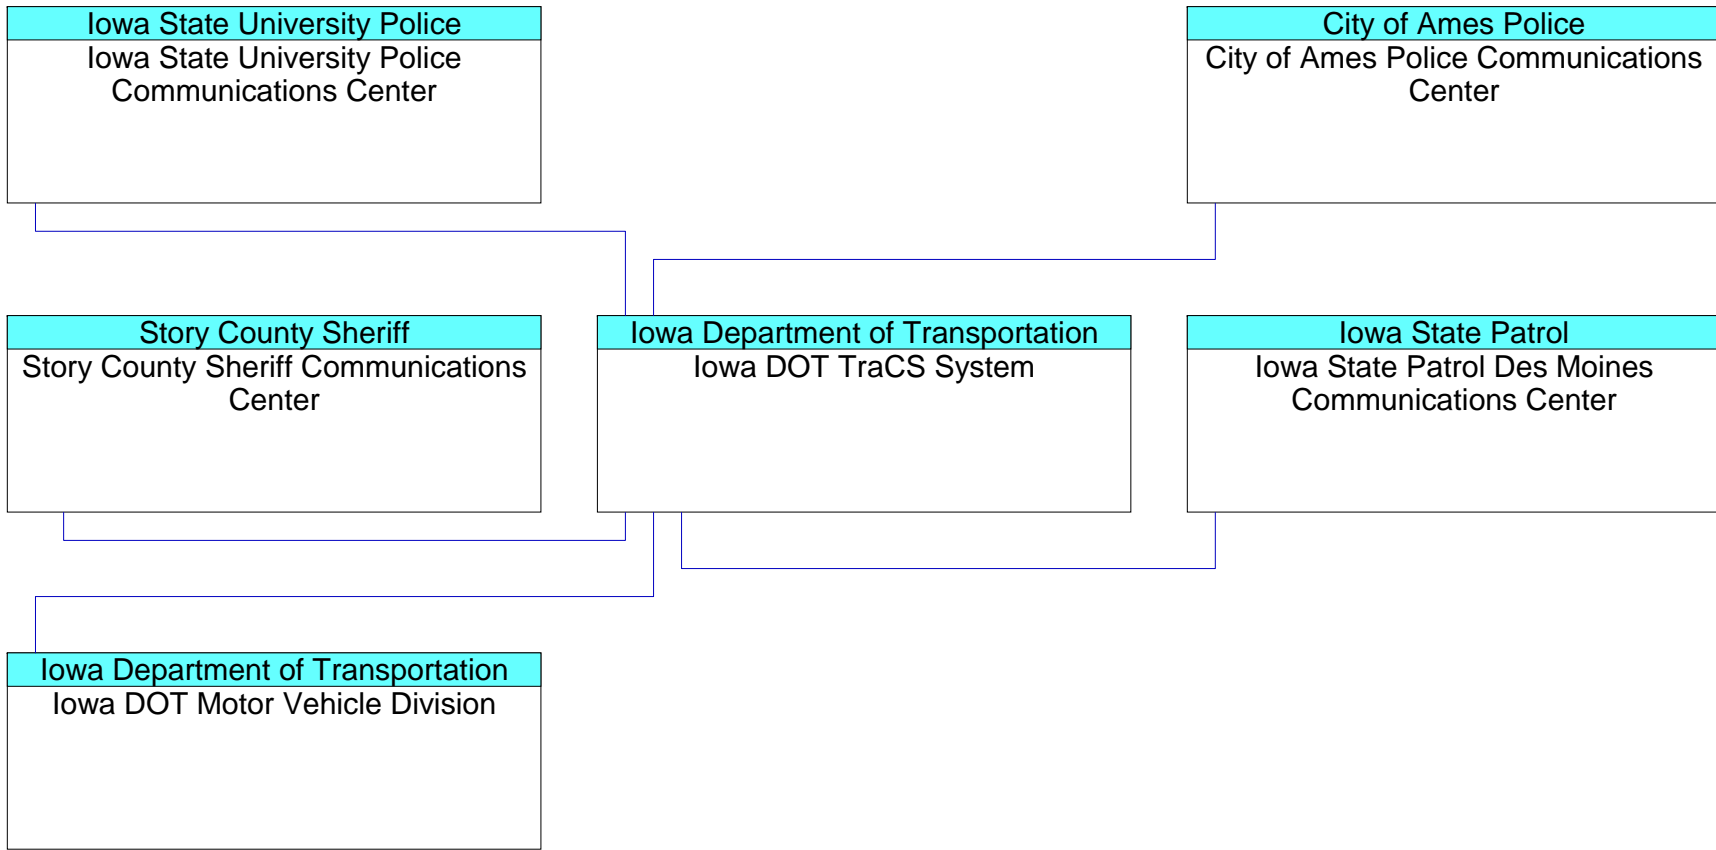 Iowa State University Police
Iowa State University Police
Communications Center
City of Ames Police
City of Ames Police Communications
Center
Story County Sheriff
Story County Sheriff Communications
Center
Iowa Department of Transportation
Iowa DOT TraCS System
Iowa State Patrol
Iowa State Patrol Des Moines
Communications Center
Iowa Department of Transportation
Iowa DOT Motor Vehicle Division